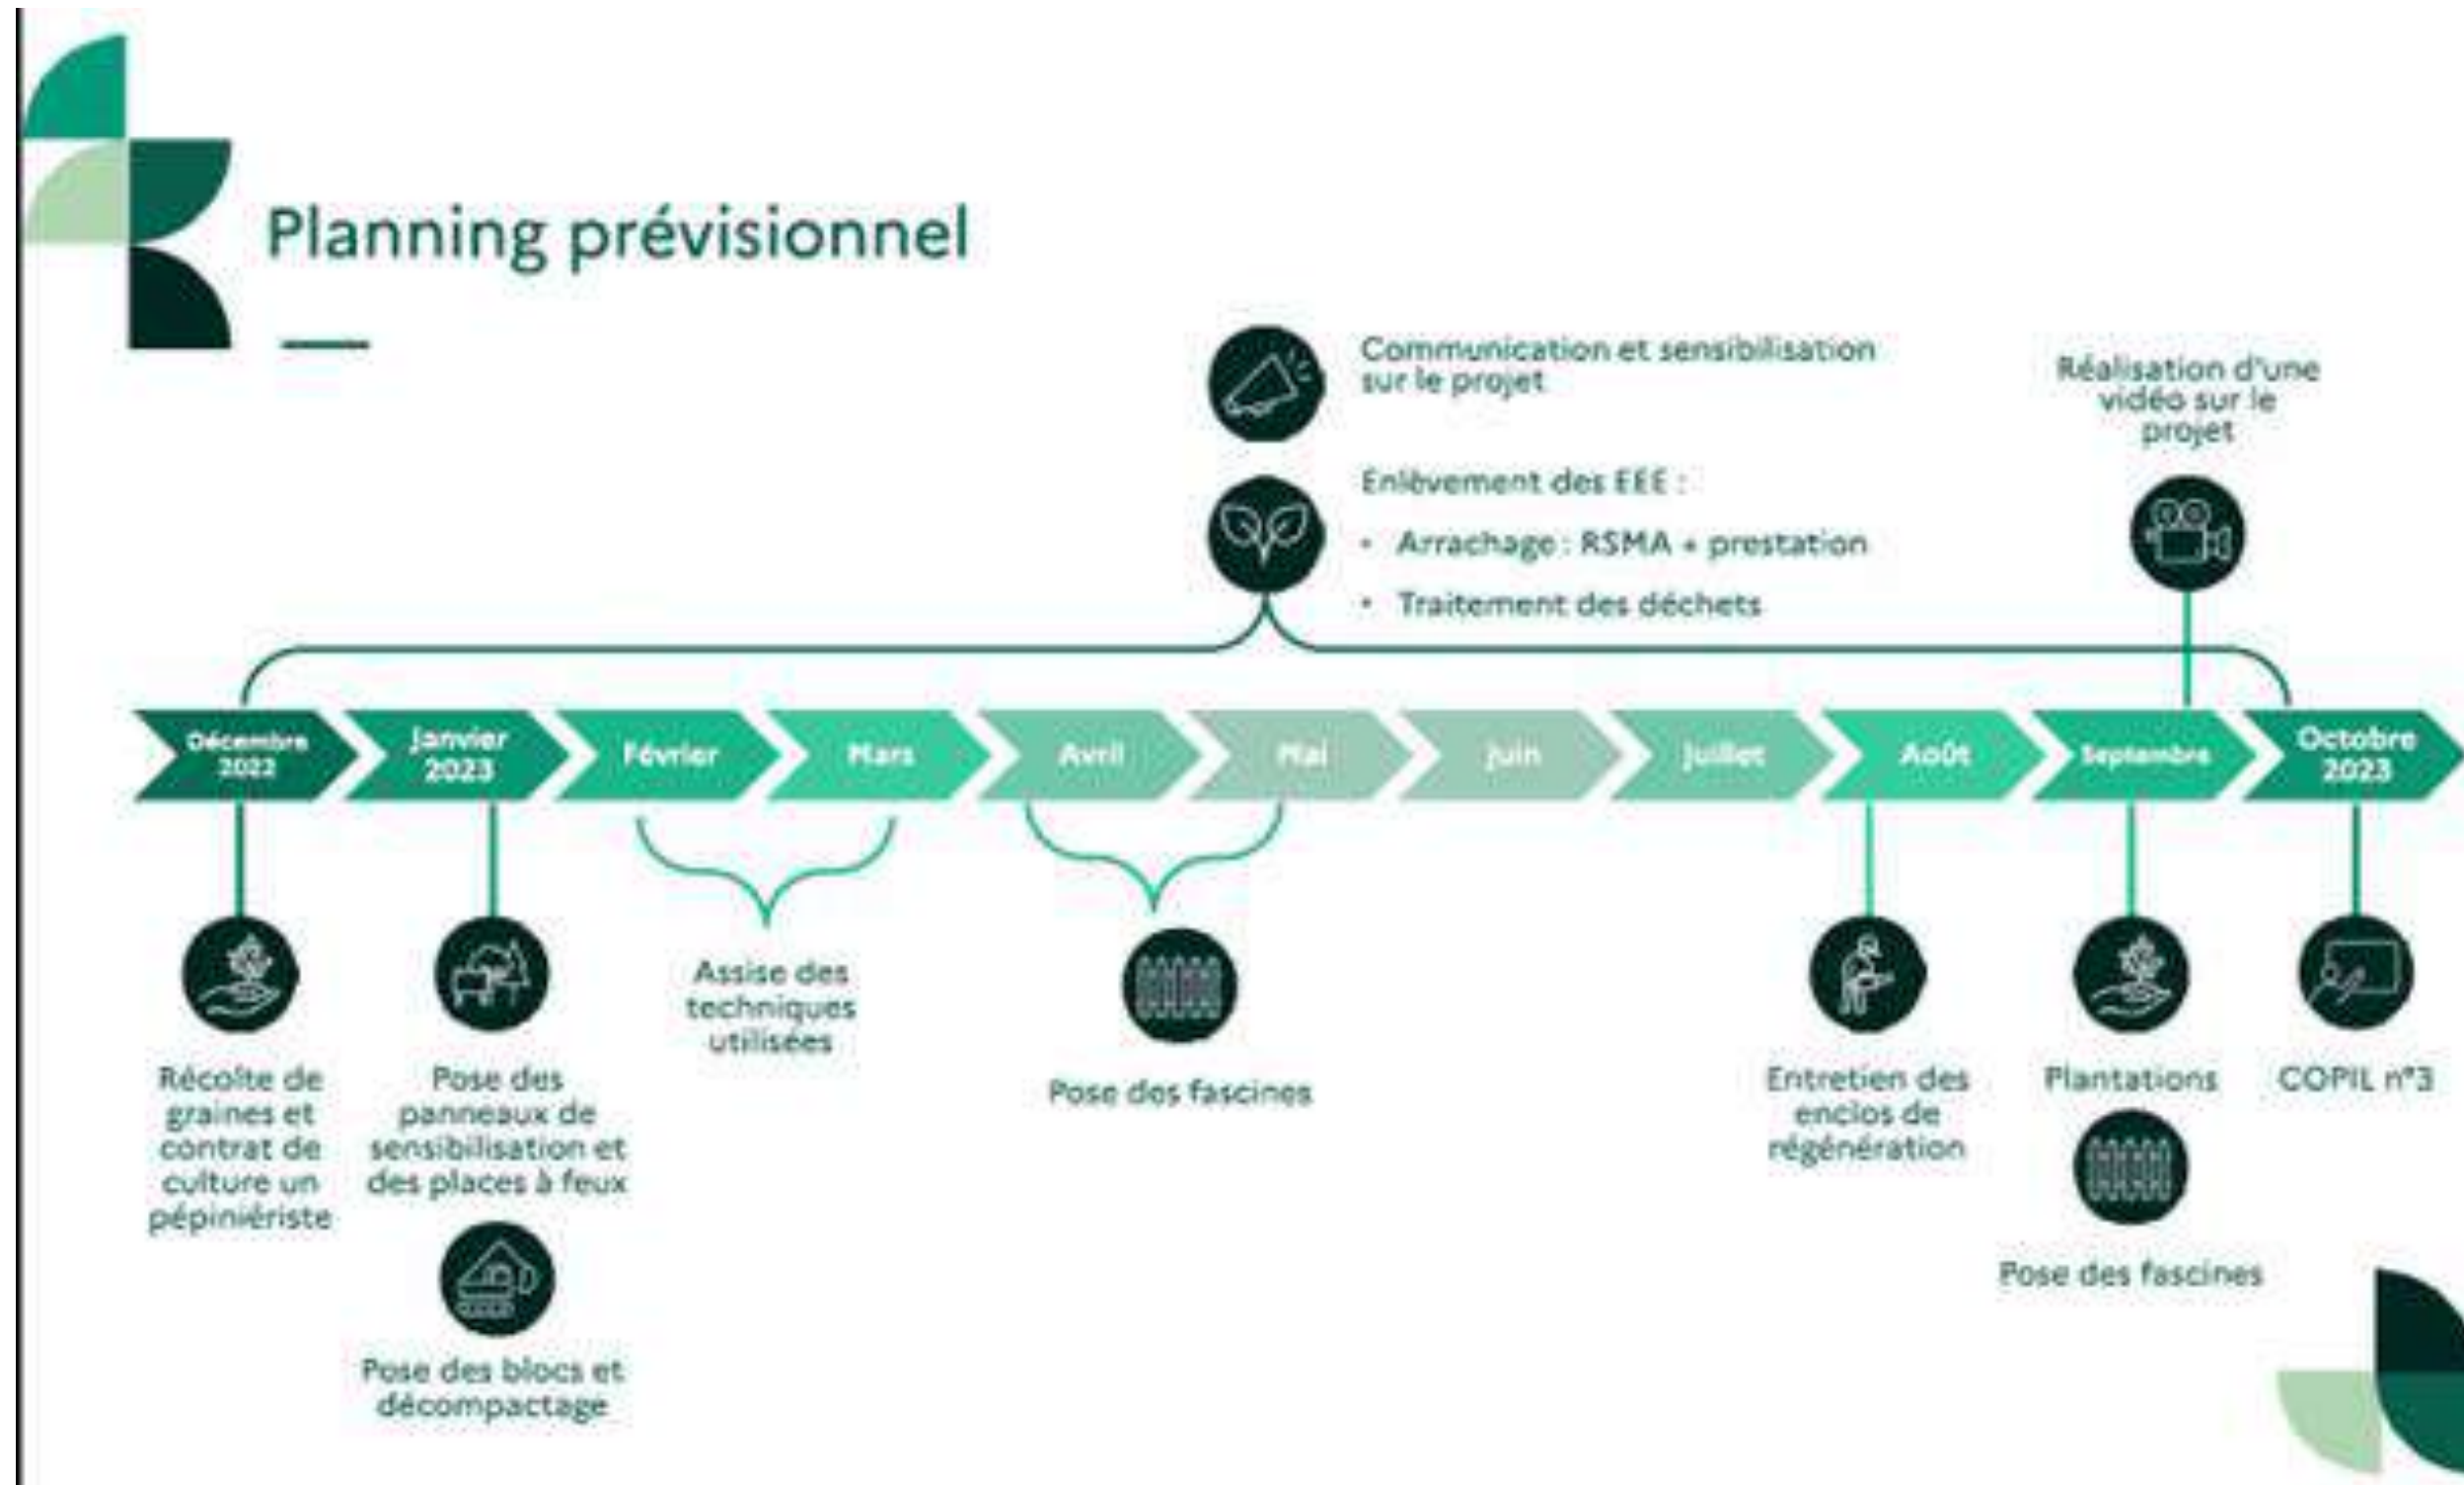 Planning prévisionnel
Communication et sensibilisation
sur le projet
Enlèvement des EEE :
• Arrachage : RSMA + prestation
• Traitement des déchets
Réalisation d'une
vidéo sur le
projet
Décembre
2022
Janvier
2023
Février
Mars
Avril
Mai
Juin
Juillet
Août
Septembre
Octobre
2023
Récolte de
graines et
contrat de
culture un
pépiniériste
Pose des
panneaux de
sensibilisation et
des places à feux
Pose des blocs et
décompactage
Assise des
techniques
utilisées
Pose des fascines
Entretien des
enclos de
régénération
Plantations
Pose des fascines
COPIL n°3